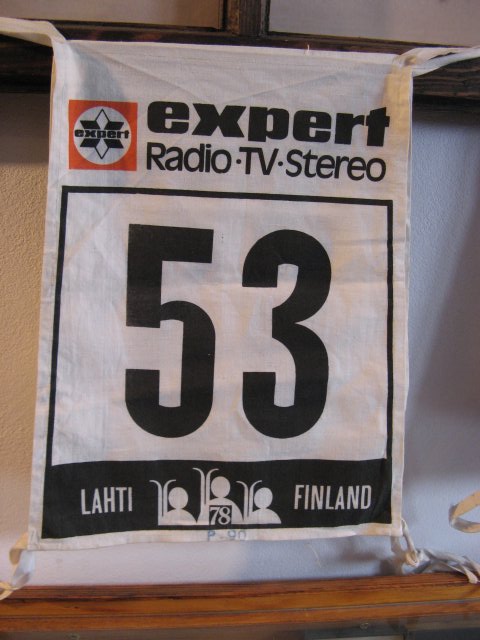 expert
expert
Radio·TV·Stereo
53
LAHTI 78 FINLAND
P 90